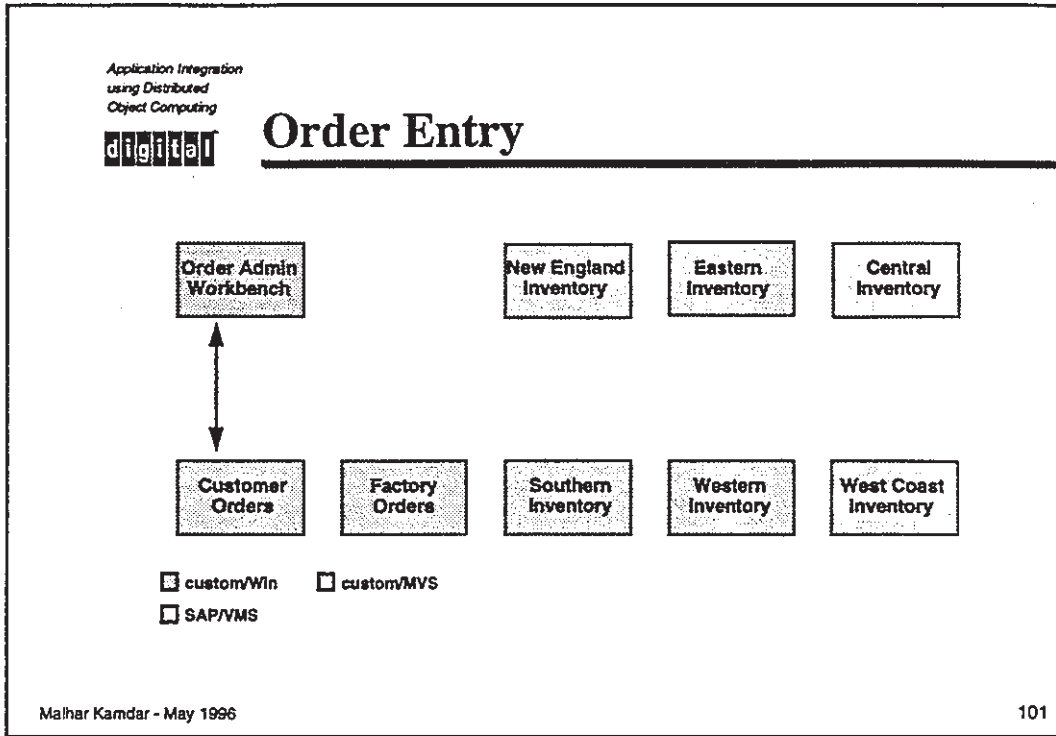 Application Integration
using Distributed
Object Computing
digital
Order Entry
Order Admin
Workbench
New England
Inventory
Eastern
Inventory
Central
Inventory
Customer
Orders
Factory
Orders
Southern
Inventory
Western
Inventory
West Coast
Inventory
custom/Win
custom/MVS
SAP/VMS
Malhar Kamdar - May 1996
101